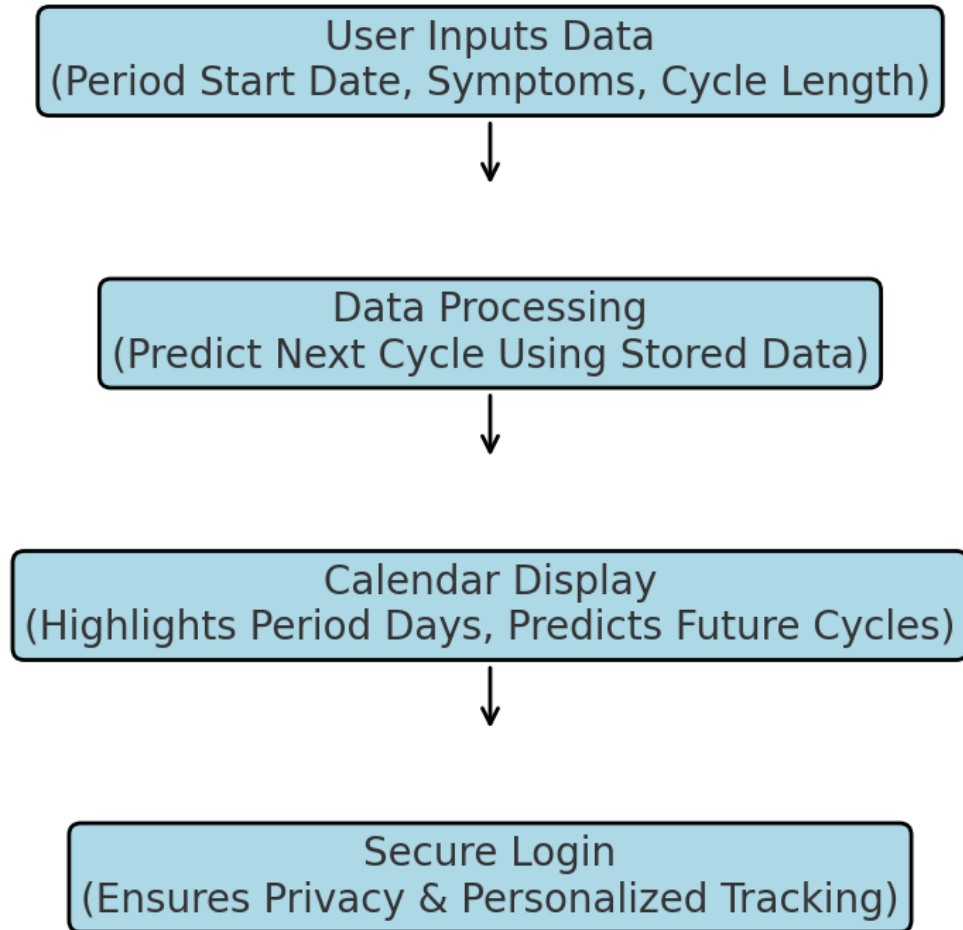 User Inputs Data
(Period Start Date, Symptoms, Cycle Length)
Data Processing
(Predict Next Cycle Using Stored Data)
Calendar Display
(Highlights Period Days, Predicts Future Cycles)
Secure Login
(Ensures Privacy & Personalized Tracking)